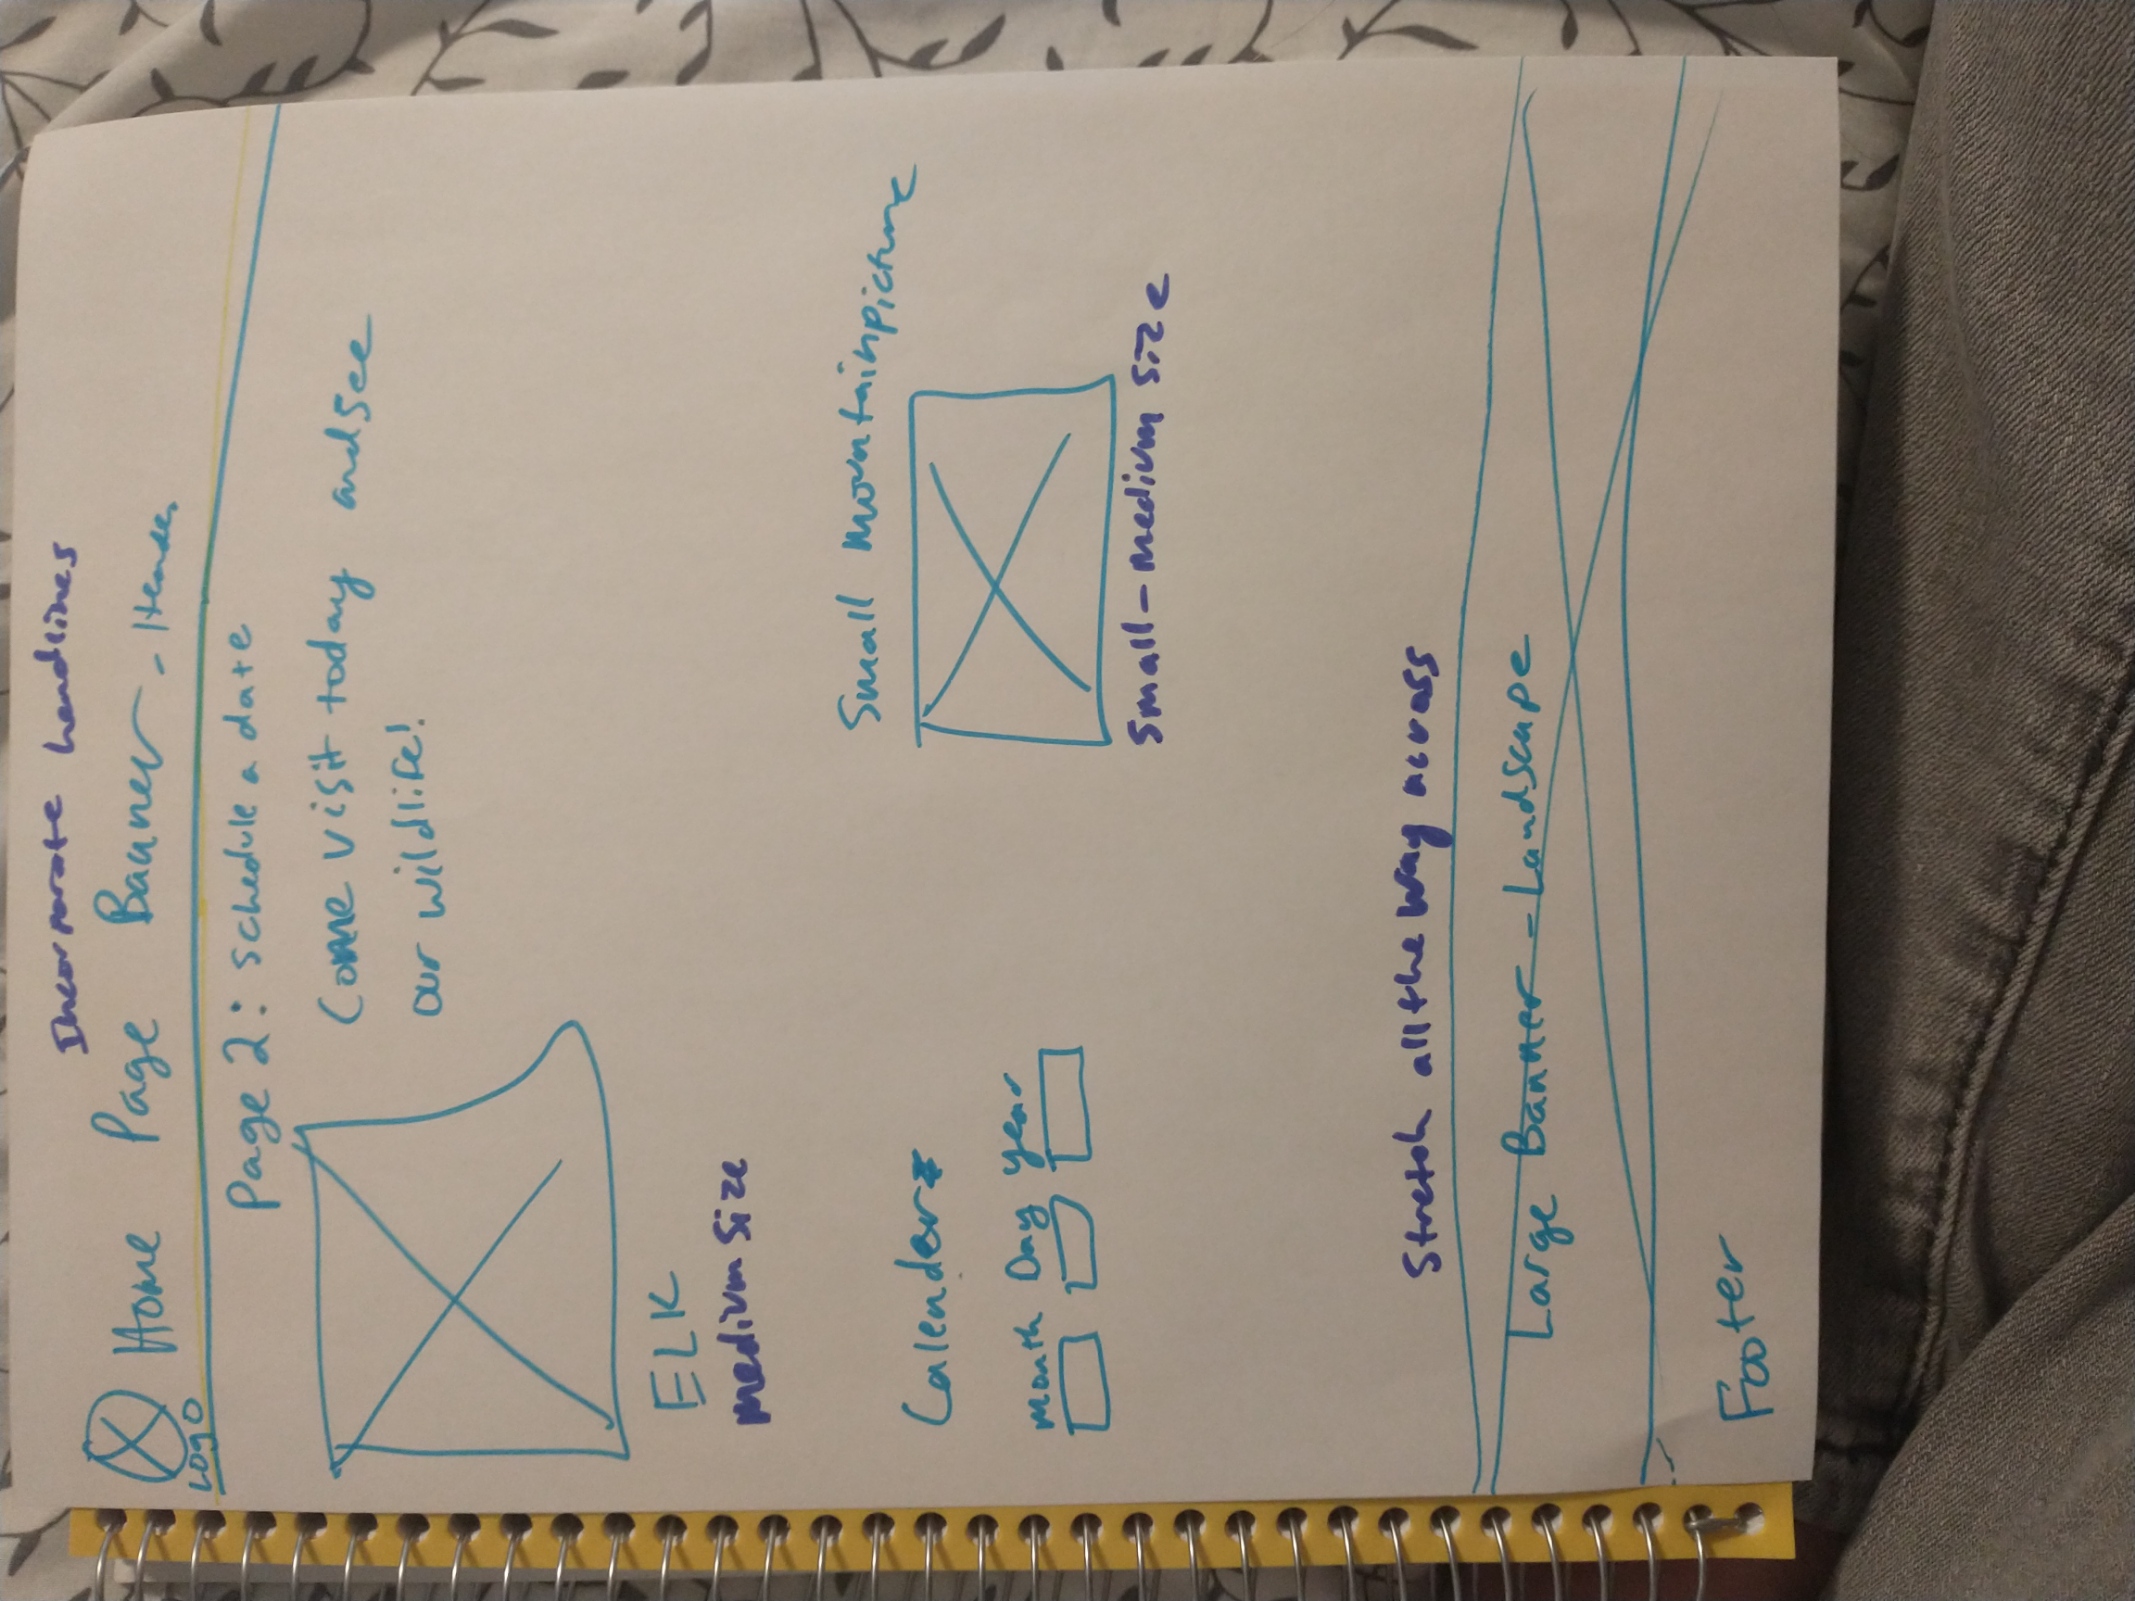 Incorporate headlines
Home Page Banner - Header
Logo
Page 2: schedule a date
Come visit today and see
our wildlife!
ELK
medium size
Small mountain picture
Calender
month Day year
Small-medium size
Stretch all the way across
Large Banner - Landscape
Footer